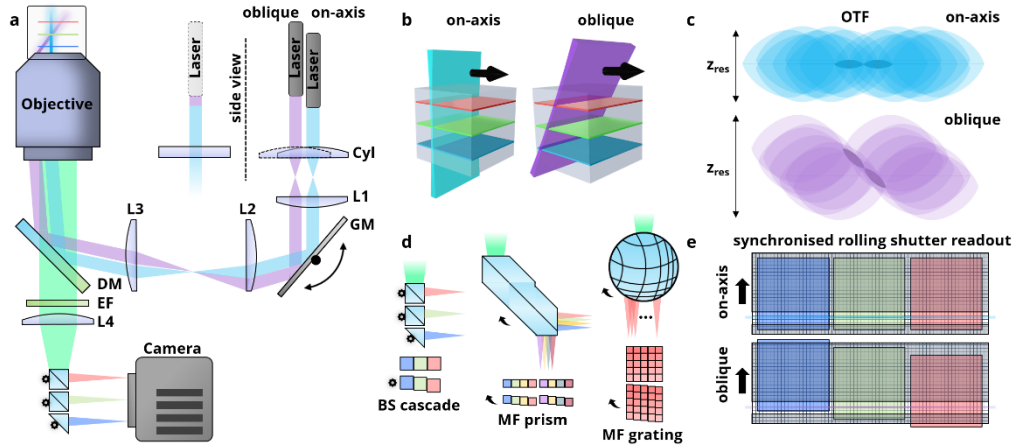 a
oblique
on-axis
Laser
Laser
Laser
side view
Objective
Cyl
L1
L3
L2
GM
DM
EF
L4
Camera
b
on-axis
oblique
c
OTF
on-axis
zres
oblique
zres
d
BS cascade
MF prism
...
MF grating
e
synchronised rolling shutter readout
on-axis
oblique